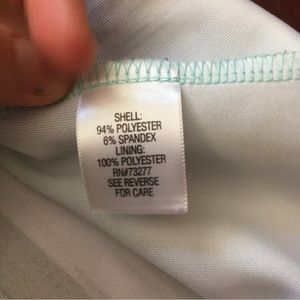 SHELL:
94% POLYESTER
6% SPANDEX
LINING:
100% POLYESTER
RN#73277
SEE REVERSE
FOR CARE